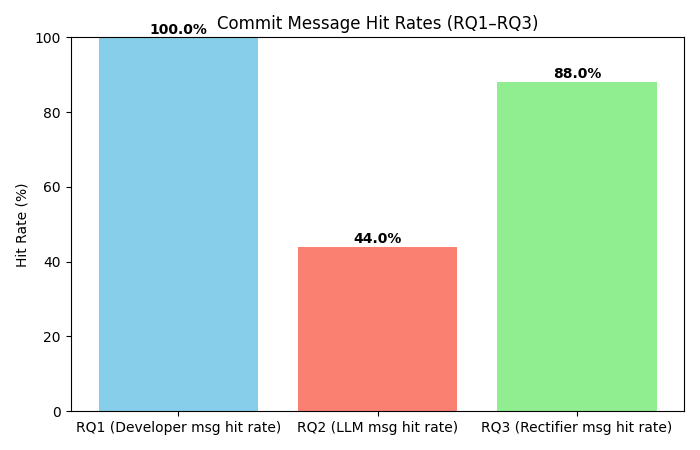 Commit Message Hit Rates (RQ1–RQ3)
100.0%
88.0%
44.0%
Hit Rate (%)
100
80
60
40
20
0
RQ1 (Developer msg hit rate)
RQ2 (LLM msg hit rate)
RQ3 (Rectifier msg hit rate)